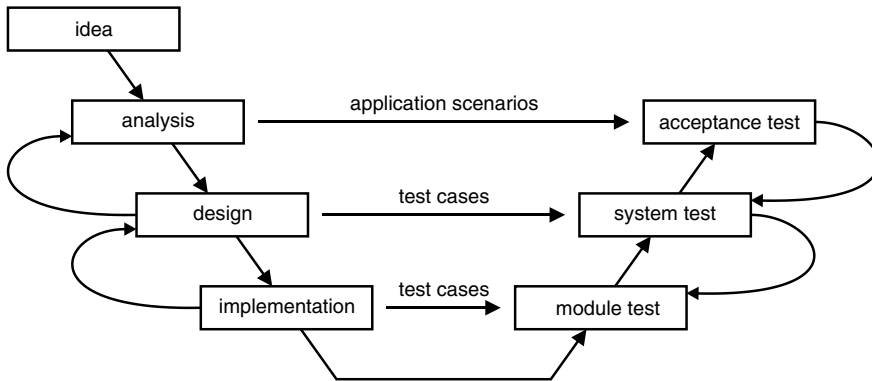 idea
application scenarios
analysis
acceptance test
test cases
design
system test
test cases
implementation
module test